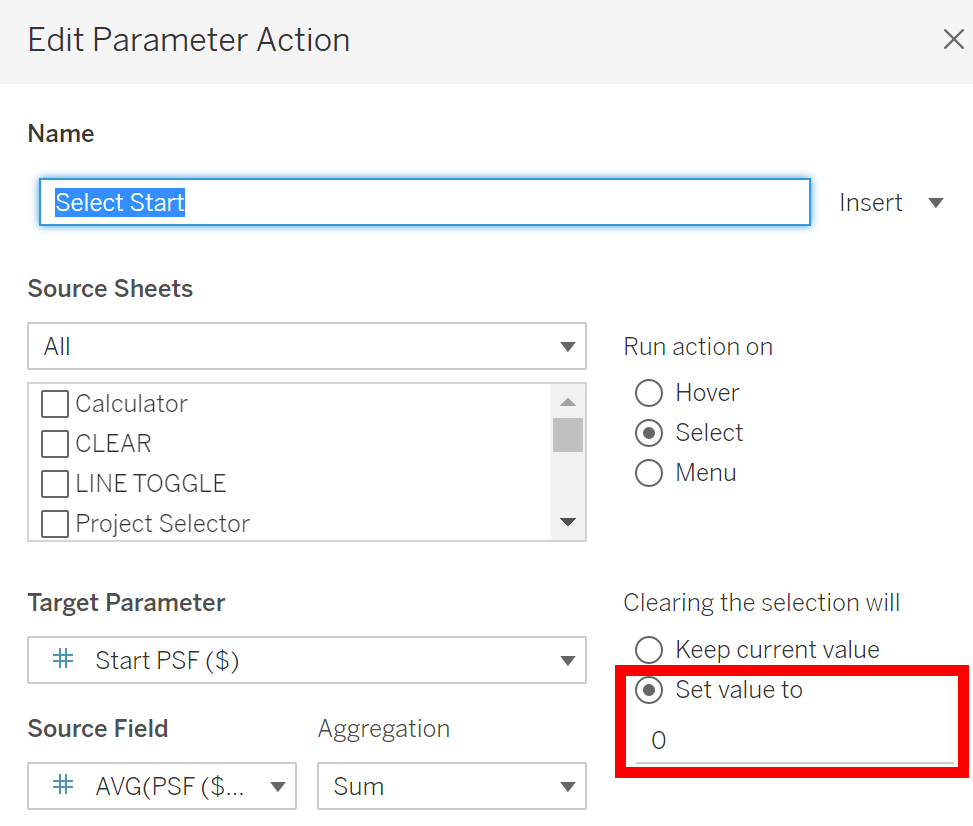 Edit Parameter Action
Name
Select Start
Insert
Source Sheets
All
Calculator
CLEAR
LINE TOGGLE
Project Selector
Run action on
Hover
Select
Menu
Target Parameter
Start PSF ($)
Source Field
AVG(PSF ($...
Aggregation
Sum
Clearing the selection will
Keep current value
Set value to
0